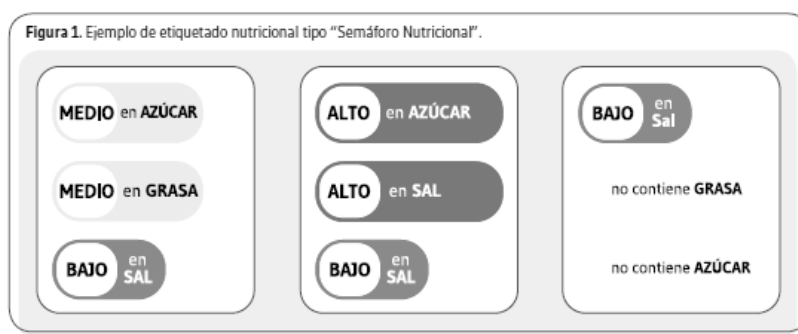 Figura 1. Ejemplo de etiquetado nutricional tipo “Semáforo Nutricional”.
MEDIO en AZÚCAR
MEDIO en GRASA
BAJO en SAL
ALTO en AZÚCAR
ALTO en SAL
BAJO en SAL
BAJO en Sal
no contiene GRASA
no contiene AZÚCAR